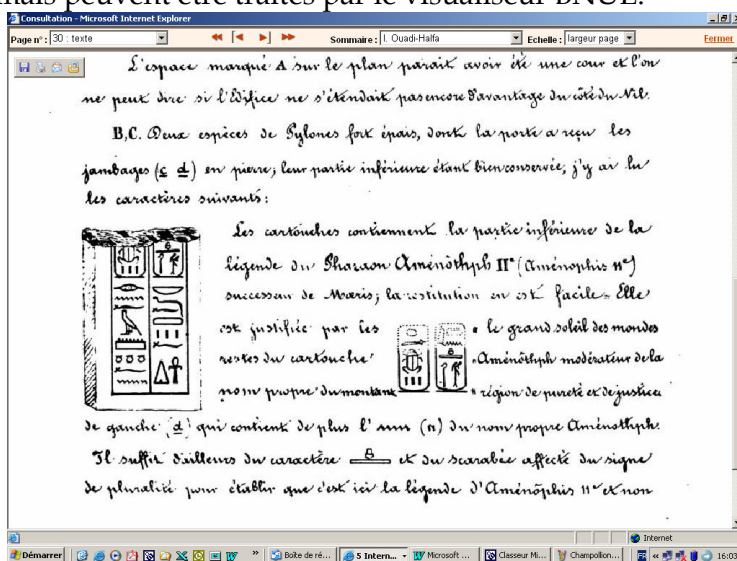 mais peuvent être traités par le visualiseur BNUE.
Consultation - Microsoft Internet Explorer
Page n° : 30 : texte Sommaire : I. Ouadi-Halfa Echelle : largeur page Fermer
L'espace marqué A sur le plan parait avoir été une cour et l'on
ne peut dire si l'Edifice ne s'étendait pas encore d'avantage du côté du Nil.
B, C. Deux espèces de Pylones fort épais, dont la porte a reçu les
jambages (c d) en pierre; leur partie inférieure étant bien conservée, j'y ai lu
les caractères suivants :
Les cartouches contiennent la partie inférieure de la
légende du Pharaon Aménôthph IIe (Aménophis IIe)
successeur de Mœris; la restitution en est facile. Elle
est justifiée par les " le grand soleil des mondes
restes du cartouche " Aménôthph modérateur de la
nom propre du montant " région de pureté et de justice
de gauche (d) qui contient de plus l' (n) du nom propre Aménôthph.
Il suffit d'ailleurs du caractère et du scarabée affecté du signe
de pluralité pour établir que c'est ici la légende d'Aménôphis IIe et non
Internet
Démarrer Boîte de ré... 5 Intern... Microsoft ... Classeur Mi... Champollion... FR 16:03